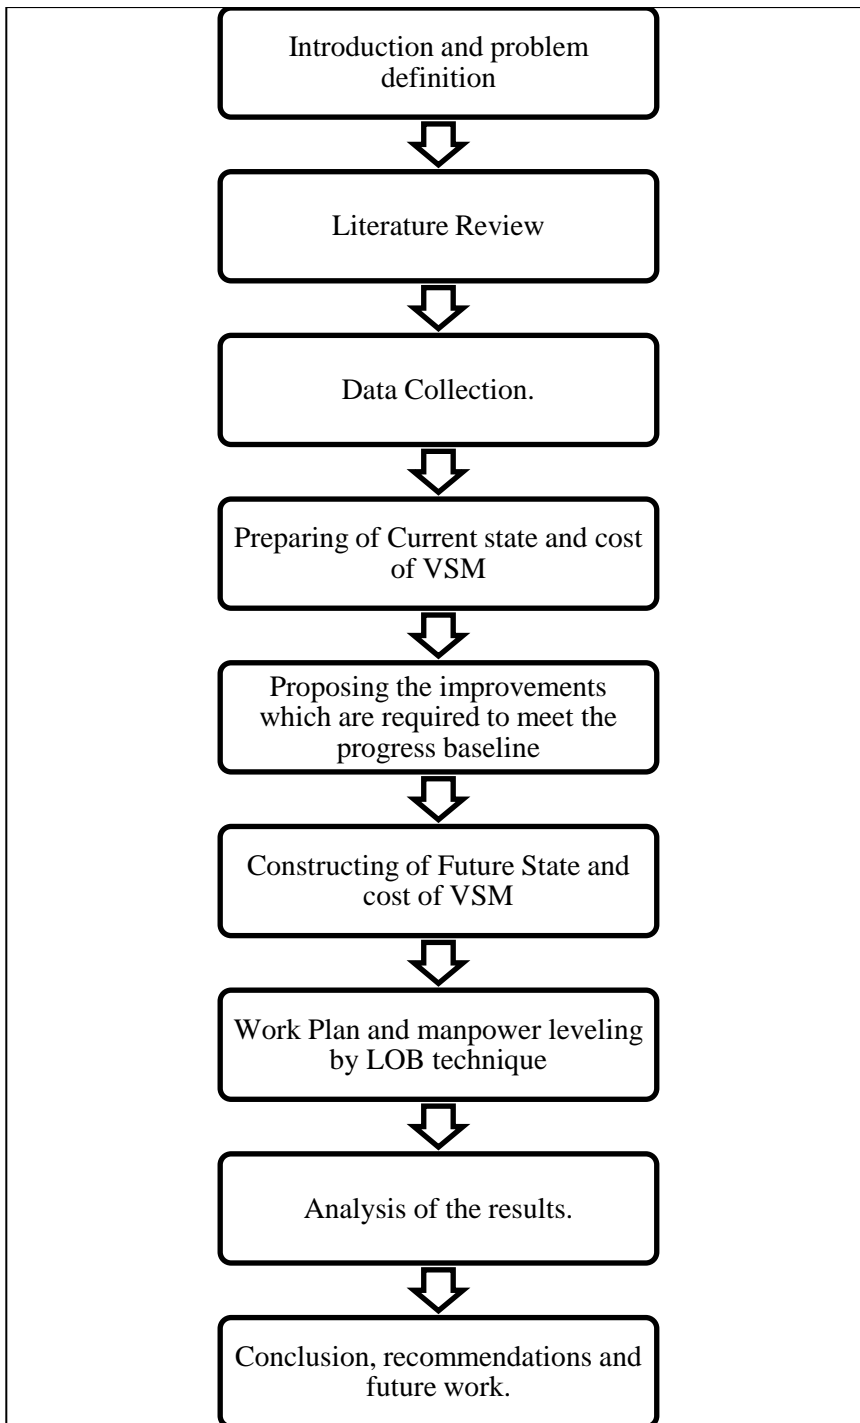 Introduction and problem
definition
Literature Review
Data Collection.
Preparing of Current state and cost
of VSM
Proposing the improvements
which are required to meet the
progress baseline
Constructing of Future State and
cost of VSM
Work Plan and manpower leveling
by LOB technique
Analysis of the results.
Conclusion, recommendations and
future work.